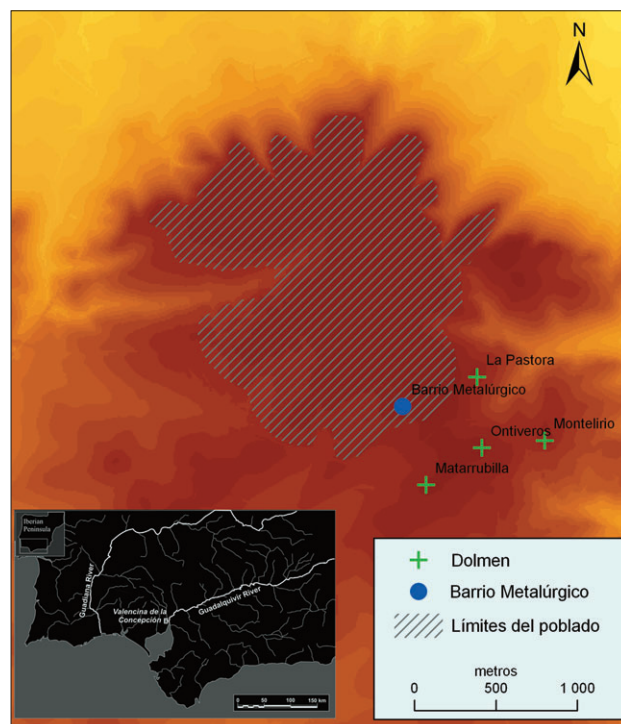 N
La Pastora
Barrio Metalúrgico
Ontiveros
Montelirio
Matarrubilla
Iberian
Peninsula
Guadiana River
Valencina de la
Concepción
Guadalquivir River
0 50 100 150 km
Dolmen
Barrio Metalúrgico
Límites del poblado
metros
0 500 1 000